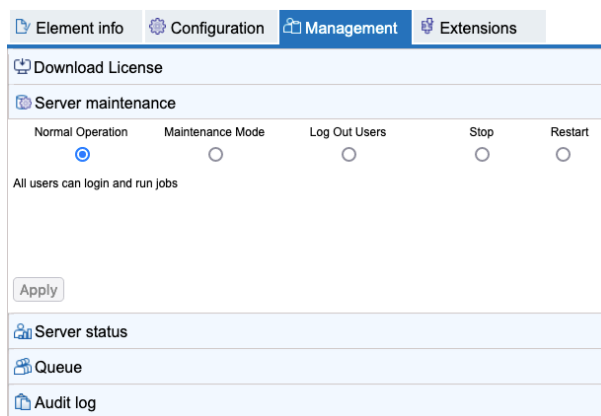 Element info Configuration Management Extensions
Download License
Server maintenance
Normal Operation Maintenance Mode Log Out Users Stop Restart
All users can login and run jobs
Apply
Server status
Queue
Audit log